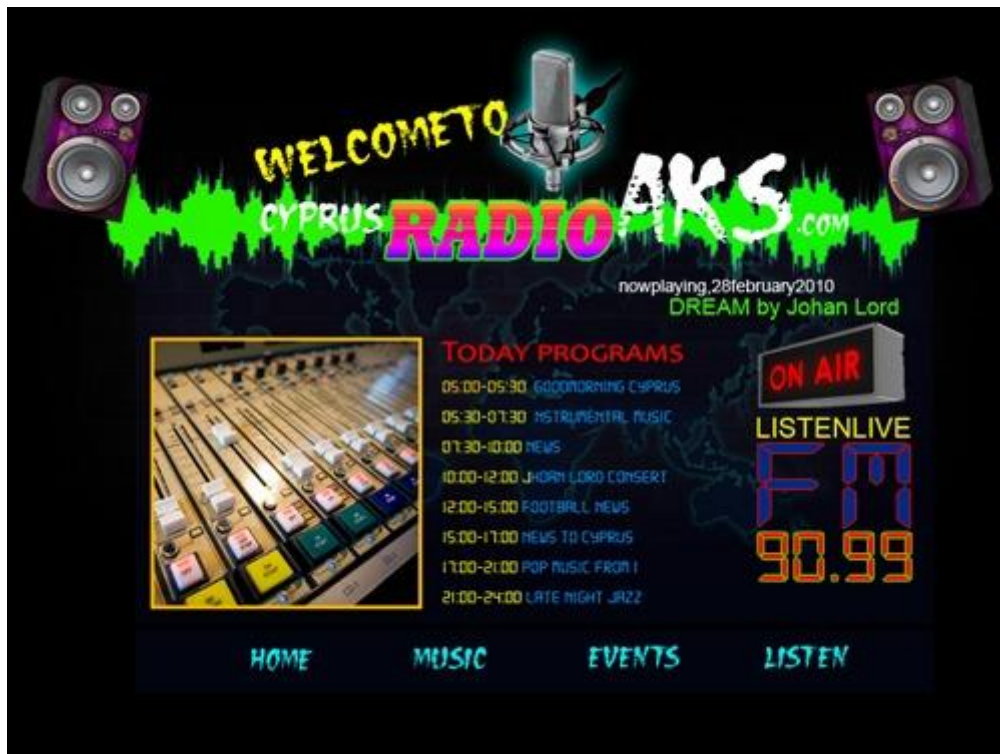 WELCOMETO
CYPRUS RADIO AKS.COM
nowplaying,28february2010
DREAM by Johan Lord
TODAY PROGRAMS
05:00-05:30 GOODMORNING CYPRUS
05:30-07:30 NSTRUMENTAL MUSIC
07:30-10:00 NEWS
10:00-12:00 JHORN LORD CONSERT
12:00-15:00 FOOTBALL NEWS
15:00-17:00 NEWS TO CYPRUS
17:00-21:00 POP MUSIC FROM I
21:00-24:00 LATE NIGHT JAZZ
ON AIR
LISTENLIVE
FM
90.99
HOME MUSIC EVENTS LISTEN